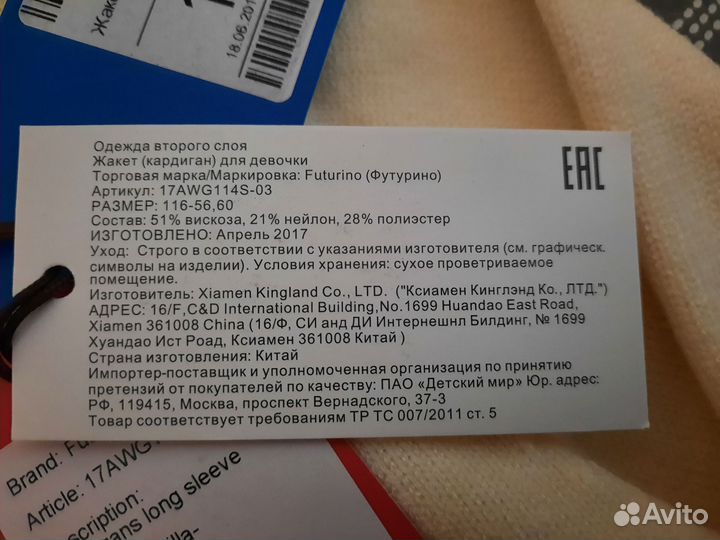 Жаке
18.06.201
Одежда второго слоя
Жакет (кардиган) для девочки
Торговая марка/Маркировка: Futurino (Футурино)
Артикул: 17AWG114S-03
РАЗМЕР: 116-56,60
Состав: 51% вискоза, 21% нейлон, 28% полиэстер
ИЗГОТОВЛЕНО: Апрель 2017
Уход: Строго в соответствии с указаниями изготовителя (см. графическ.
символы на изделии). Условия хранения: сухое проветриваемое
помещение.
Изготовитель: Xiamen Kingland Co., LTD. ("Ксиамен Кинглэнд Ко., ЛТД.")
АДРЕС: 16/F,C&D International Building,No.1699 Huandao East Road,
Xiamen 361008 China (16/Ф, СИ анд ДИ Интернешнл Билдинг, № 1699
Хуандао Ист Роад, Ксиамен 361008 Китай )
Страна изготовления: Китай
Импортер-поставщик и уполномоченная организация по принятию
претензий от покупателей по качеству: ПАО «Детский мир» Юр. адрес:
РФ, 119415, Москва, проспект Вернадского, 37-3
Товар соответствует требованиям ТР ТС 007/2011 ст. 5
EAC
Brand: Fu
Article: 17AWG
scription:
ans long sleeve
illa-
Avito